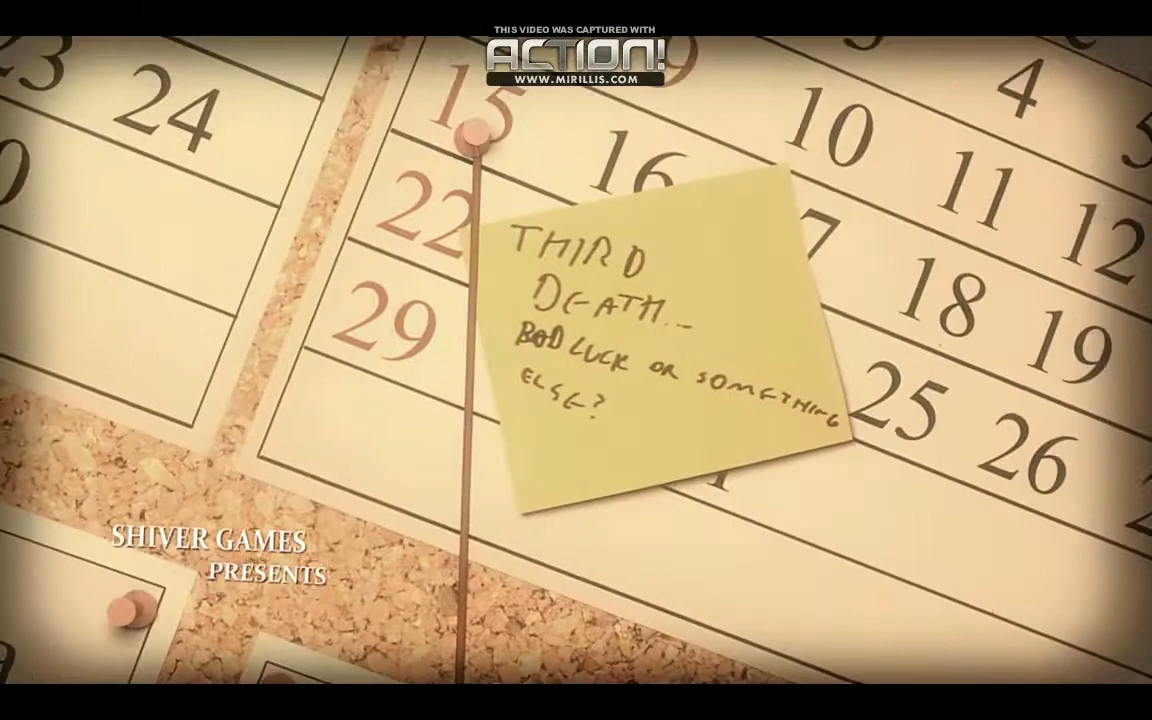 THIS VIDEO WAS CAPTURED WITH
ACTION!
WWW.MIRILLIS.COM
23 24
15
22
29
16
10
4
11
12
18 19
25 26
THIRD
DEATH...
BAD LUCK OR SOMETHING
ELSE?
SHIVER GAMES
PRESENTS